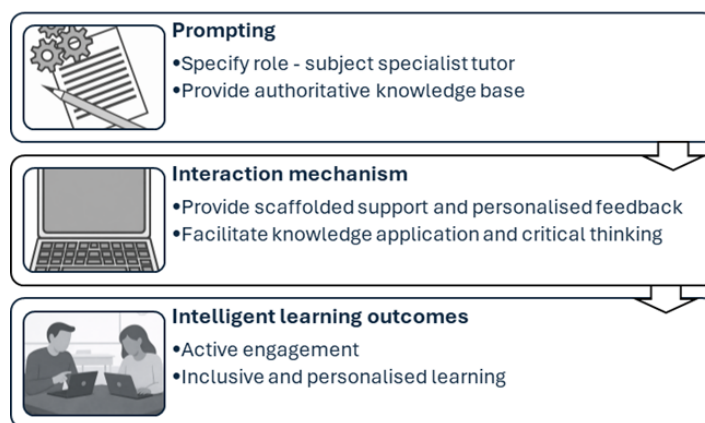 Prompting
•Specify role - subject specialist tutor
•Provide authoritative knowledge base
Interaction mechanism
•Provide scaffolded support and personalised feedback
•Facilitate knowledge application and critical thinking
Intelligent learning outcomes
•Active engagement
•Inclusive and personalised learning